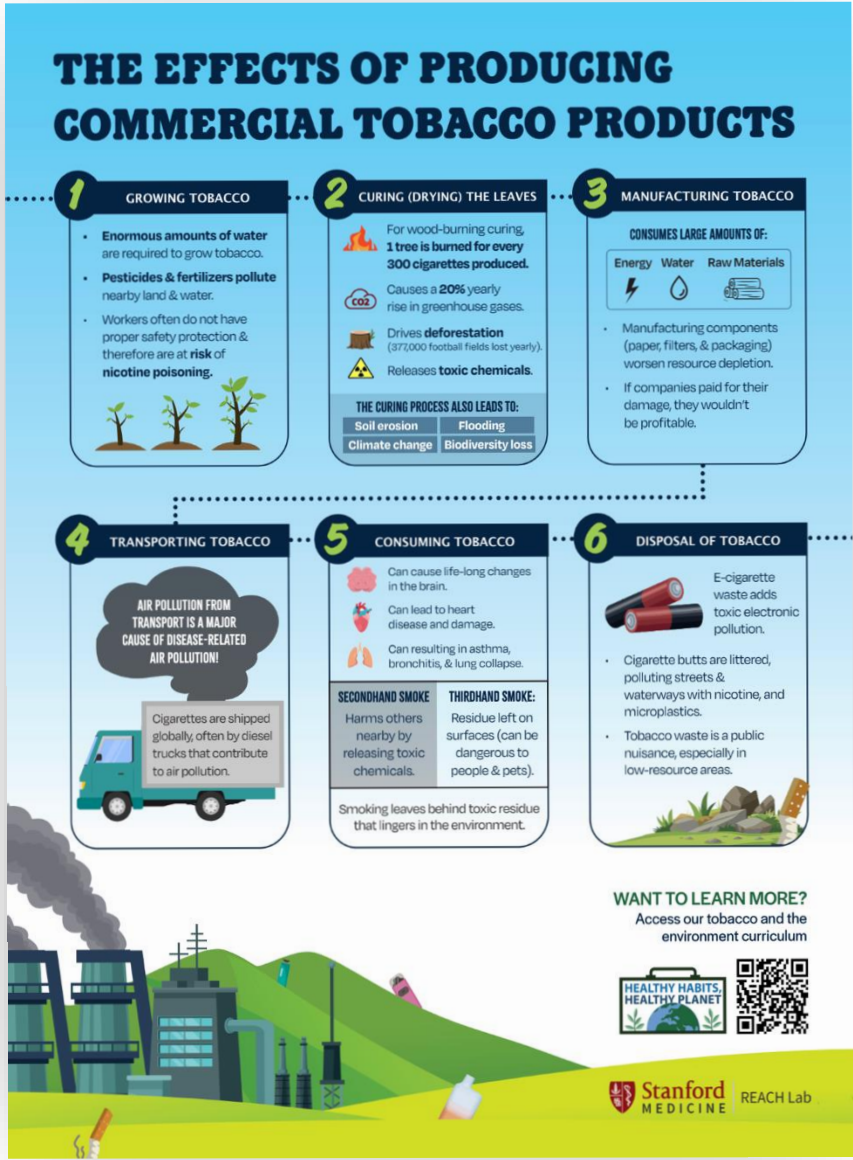 THE EFFECTS OF PRODUCING
COMMERCIAL TOBACCO PRODUCTS
1 GROWING TOBACCO
• Enormous amounts of water
are required to grow tobacco.
• Pesticides & fertilizers pollute
nearby land & water.
• Workers often do not have
proper safety protection &
therefore are at risk of
nicotine poisoning.
2 CURING (DRYING) THE LEAVES
For wood-burning curing,
1 tree is burned for every
300 cigarettes produced.
CO2
Causes a 20% yearly
rise in greenhouse gases.
Drives deforestation
(377,000 football fields lost yearly).
Releases toxic chemicals.
THE CURING PROCESS ALSO LEADS TO:
Soil erosion Flooding
Climate change Biodiversity loss
3 MANUFACTURING TOBACCO
CONSUMES LARGE AMOUNTS OF:
Energy Water Raw Materials
• Manufacturing components
(paper, filters, & packaging)
worsen resource depletion.
• If companies paid for their
damage, they wouldn't
be profitable.
4 TRANSPORTING TOBACCO
AIR POLLUTION FROM
TRANSPORT IS A MAJOR
CAUSE OF DISEASE-RELATED
AIR POLLUTION!
Cigarettes are shipped
globally, often by diesel
trucks that contribute
to air pollution.
5 CONSUMING TOBACCO
Can cause life-long changes
in the brain.
Can lead to heart
disease and damage.
Can resulting in asthma,
bronchitis, & lung collapse.
SECONDHAND SMOKE
Harms others
nearby by
releasing toxic
chemicals.
THIRDHAND SMOKE:
Residue left on
surfaces (can be
dangerous to
people & pets).
Smoking leaves behind toxic residue
that lingers in the environment.
6 DISPOSAL OF TOBACCO
E-cigarette
waste adds
toxic electronic
pollution.
• Cigarette butts are littered,
polluting streets &
waterways with nicotine, and
microplastics.
• Tobacco waste is a public
nuisance, especially in
low-resource areas.
WANT TO LEARN MORE?
Access our tobacco and the
environment curriculum
HEALTHY HABITS,
HEALTHY PLANET
Stanford
MEDICINE
REACH Lab